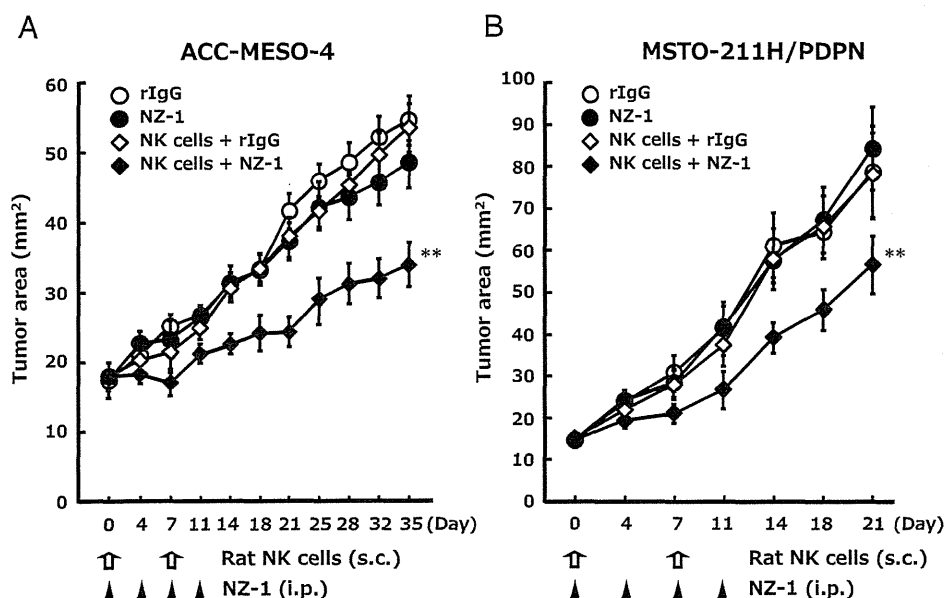 A
ACC-MESO-4
Tumor area (mm²)
60
50
40
30
20
10
0
rIgG
NZ-1
NK cells + rIgG
NK cells + NZ-1
**
0 4 7 11 14 18 21 25 28 32 35 (Day)
Rat NK cells (s.c.)
NZ-1 (i.p.)
B
MSTO-211H/PDPN
Tumor area (mm²)
100
90
80
70
60
50
40
30
20
10
0
rIgG
NZ-1
NK cells + rIgG
NK cells + NZ-1
**
0 4 7 11 14 18 21 (Day)
Rat NK cells (s.c.)
NZ-1 (i.p.)